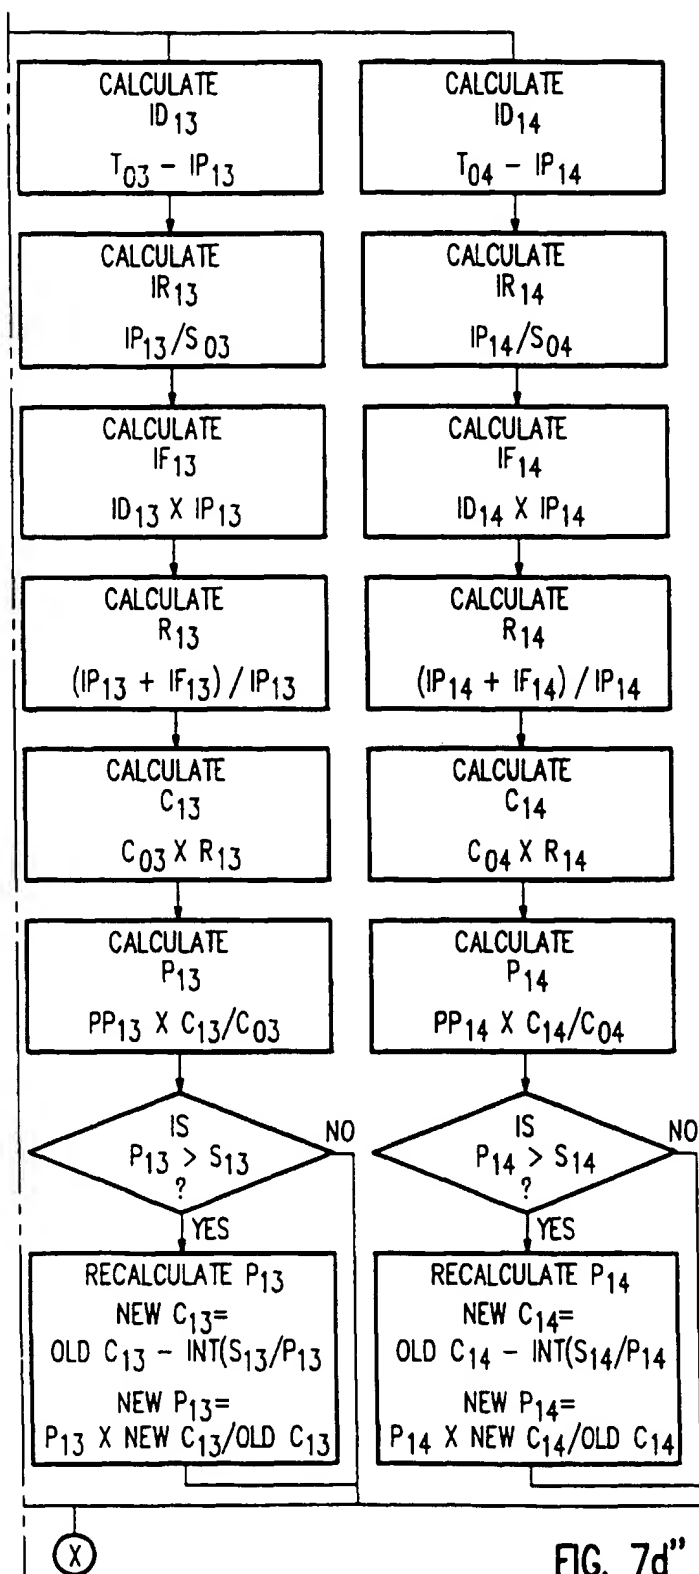 CALCULATE
ID13
T03 - IP13
CALCULATE
IR13
IP13/S03
CALCULATE
IF13
ID13 X IP13
CALCULATE
R13
(IP13 + IF13) / IP13
CALCULATE
C13
C03 X R13
CALCULATE
P13
PP13 X C13/C03
IS
P13 > S13
?
NO
YES
RECALCULATE P13
NEW C13=
OLD C13 - INT(S13/P13
NEW P13=
P13 X NEW C13/OLD C13
CALCULATE
ID14
T04 - IP14
CALCULATE
IR14
IP14/S04
CALCULATE
IF14
ID14 X IP14
CALCULATE
R14
(IP14 + IF14) / IP14
CALCULATE
C14
C04 X R14
CALCULATE
P14
PP14 X C14/C04
IS
P14 > S14
?
NO
YES
RECALCULATE P14
NEW C14=
OLD C14 - INT(S14/P14
NEW P14=
P14 X NEW C14/OLD C14
X
FIG. 7d"